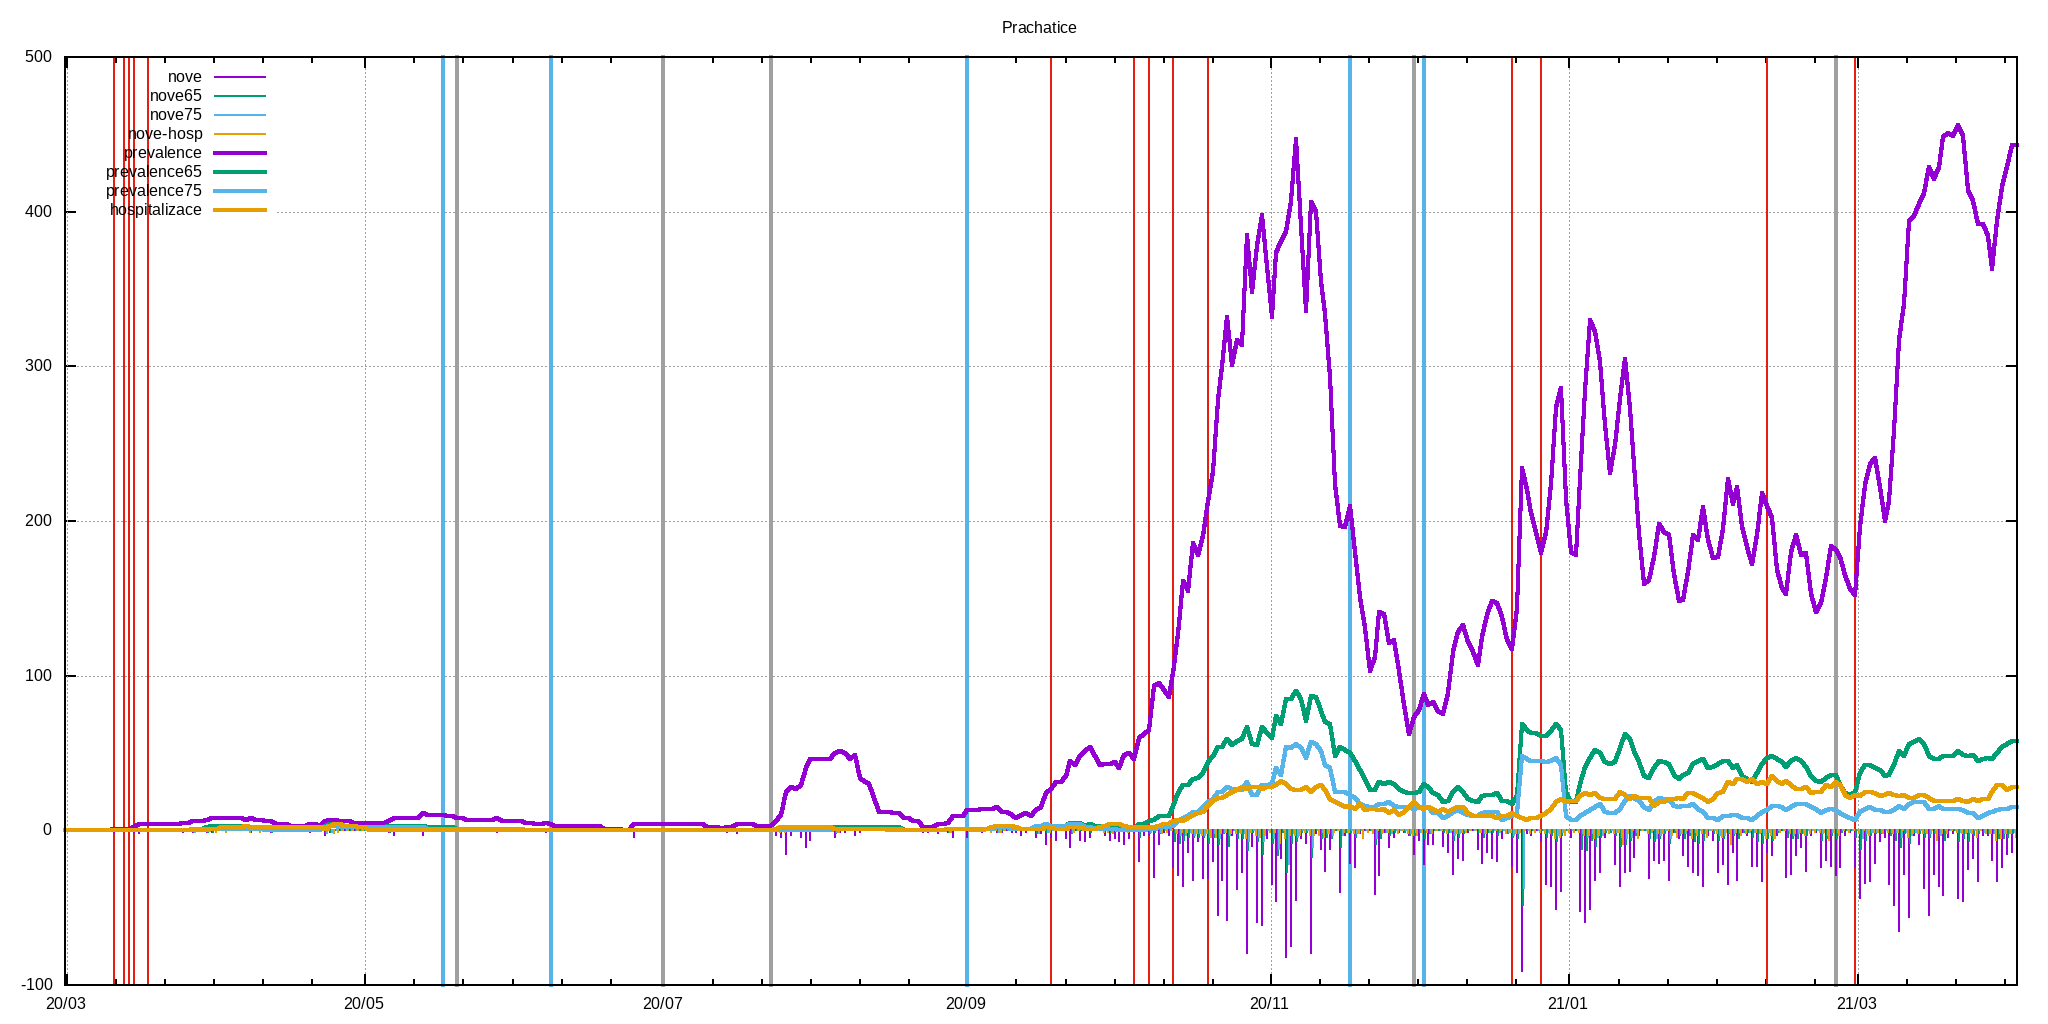 Prachatice
500
nove
nove65
nove75
nove-hosp
prevalence
prevalence65
prevalence75
hospitalizace
400
300
200
100
0
-100
20/03 20/05 20/07 20/09 20/11 21/01 21/03